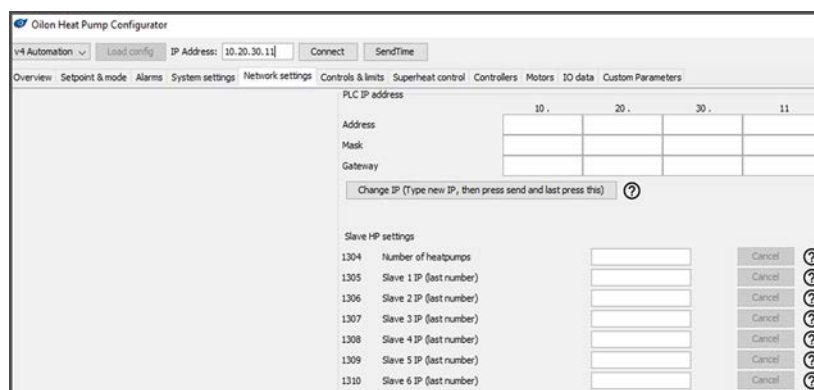 Oilon Heat Pump Configurator
v4 Automation Load config IP Address: 10.20.30.11 Connect SendTime
Overview Setpoint & mode Alarms System settings Network settings Controls & limits Superheat control Controllers Motors IO data Custom Parameters
PLC IP address
10 . 20 . 30 . 11
Address
Mask
Gateway
Change IP (Type new IP, then press send and last press this) ?
Slave HP settings
1304 Number of heatpumps Cancel ?
1305 Slave 1 IP (last number) Cancel ?
1306 Slave 2 IP (last number) Cancel ?
1307 Slave 3 IP (last number) Cancel ?
1308 Slave 4 IP (last number) Cancel ?
1309 Slave 5 IP (last number) Cancel ?
1310 Slave 6 IP (last number) Cancel ?